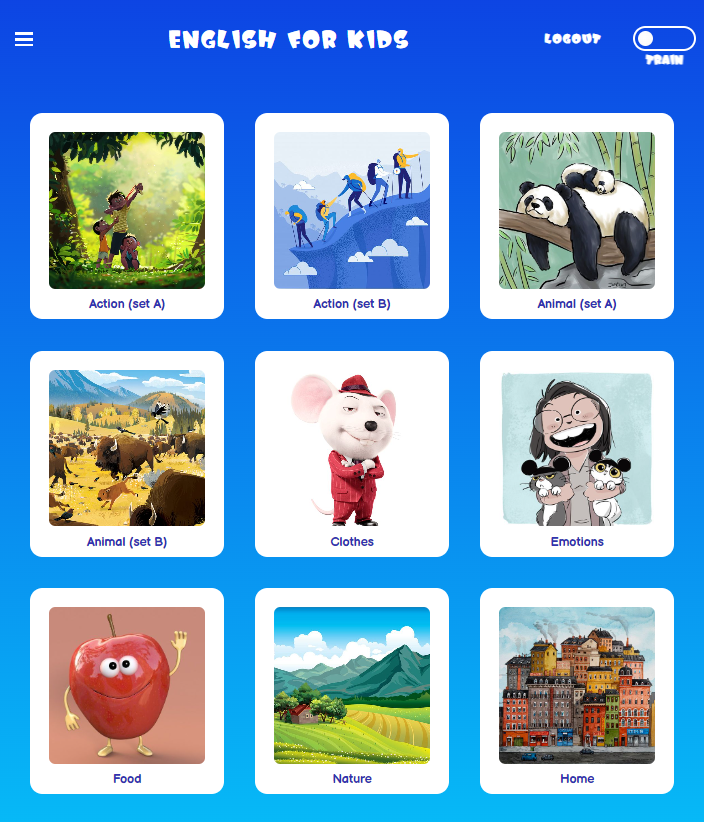 ENGLISH FOR KIDS
LOGOUT
TRAIN
Action (set A)
Action (set B)
Animal (set A)
Animal (set B)
Clothes
Emotions
Food
Nature
Home